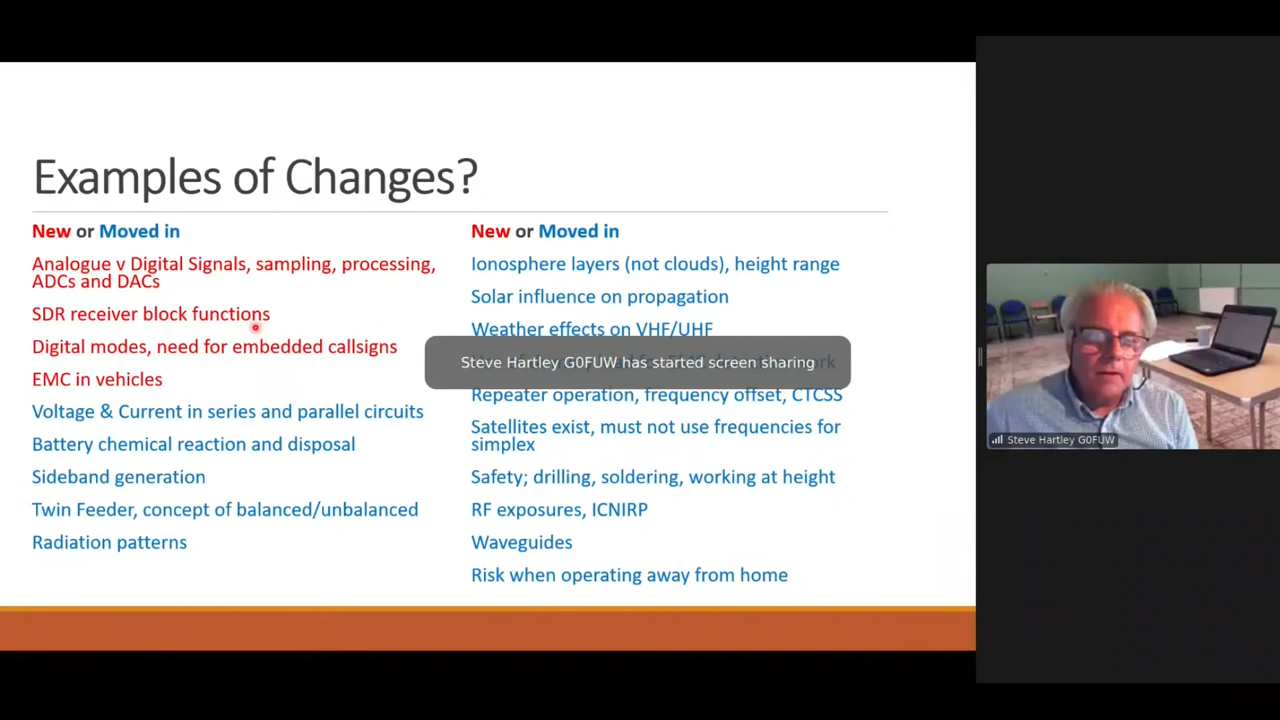 Examples of Changes?
New or Moved in
Analogue v Digital Signals, sampling, processing,
ADCs and DACs
SDR receiver block functions
Digital modes, need for embedded callsigns
EMC in vehicles
Voltage & Current in series and parallel circuits
Battery chemical reaction and disposal
Sideband generation
Twin Feeder, concept of balanced/unbalanced
Radiation patterns
New or Moved in
Ionosphere layers (not clouds), height range
Solar influence on propagation
Weather effects on VHF/UHF
Steve Hartley G0FUW has started screen sharing
Repeater operation, frequency offset, CTCSS
Satellites exist, must not use frequencies for
simplex
Safety; drilling, soldering, working at height
RF exposures, ICNIRP
Waveguides
Risk when operating away from home
Steve Hartley G0FUW